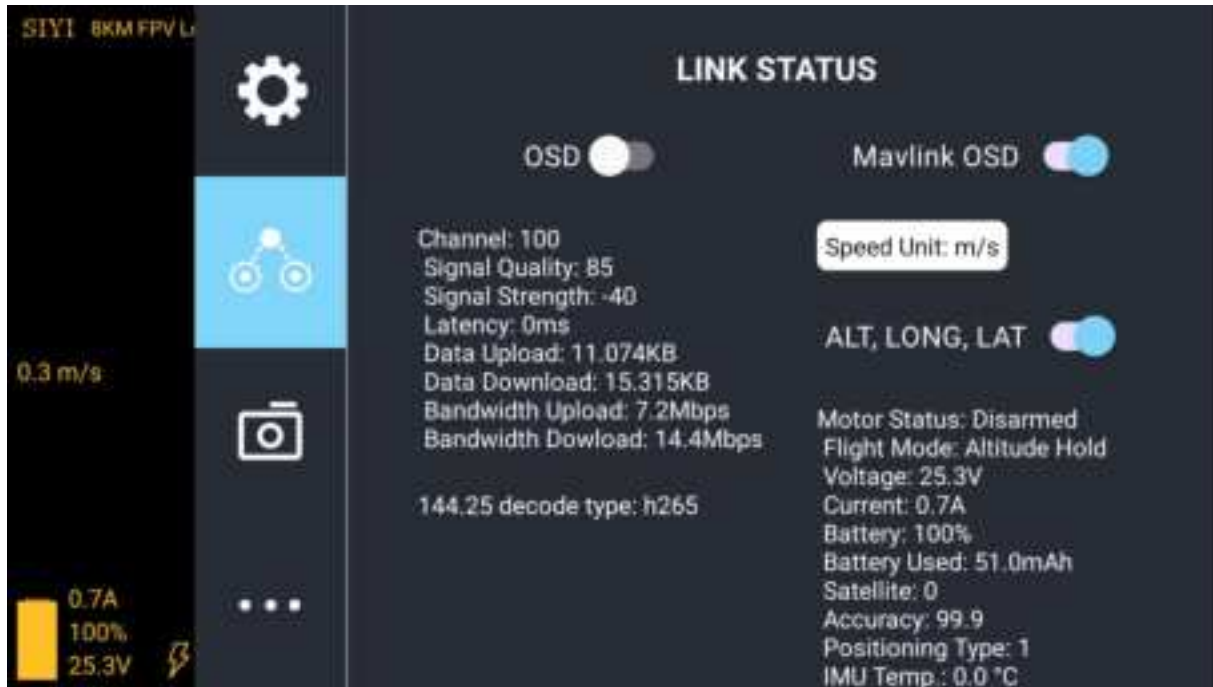 SIYI 8KM FPV
LINK STATUS
OSD
Mavlink OSD
Channel: 100
Signal Quality: 85
Signal Strength: -40
Latency: 0ms
Data Upload: 11.074KB
Data Download: 15.315KB
Bandwidth Upload: 7.2Mbps
Bandwidth Dowload: 14.4Mbps
144.25 decode type: h265
Speed Unit: m/s
ALT, LONG, LAT
Motor Status: Disarmed
Flight Mode: Altitude Hold
Voltage: 25.3V
Current: 0.7A
Battery: 100%
Battery Used: 51.0mAh
Satellite: 0
Accuracy: 99.9
Positioning Type: 1
IMU Temp.: 0.0 °C
0.3 m/s
0.7A
100%
25.3V